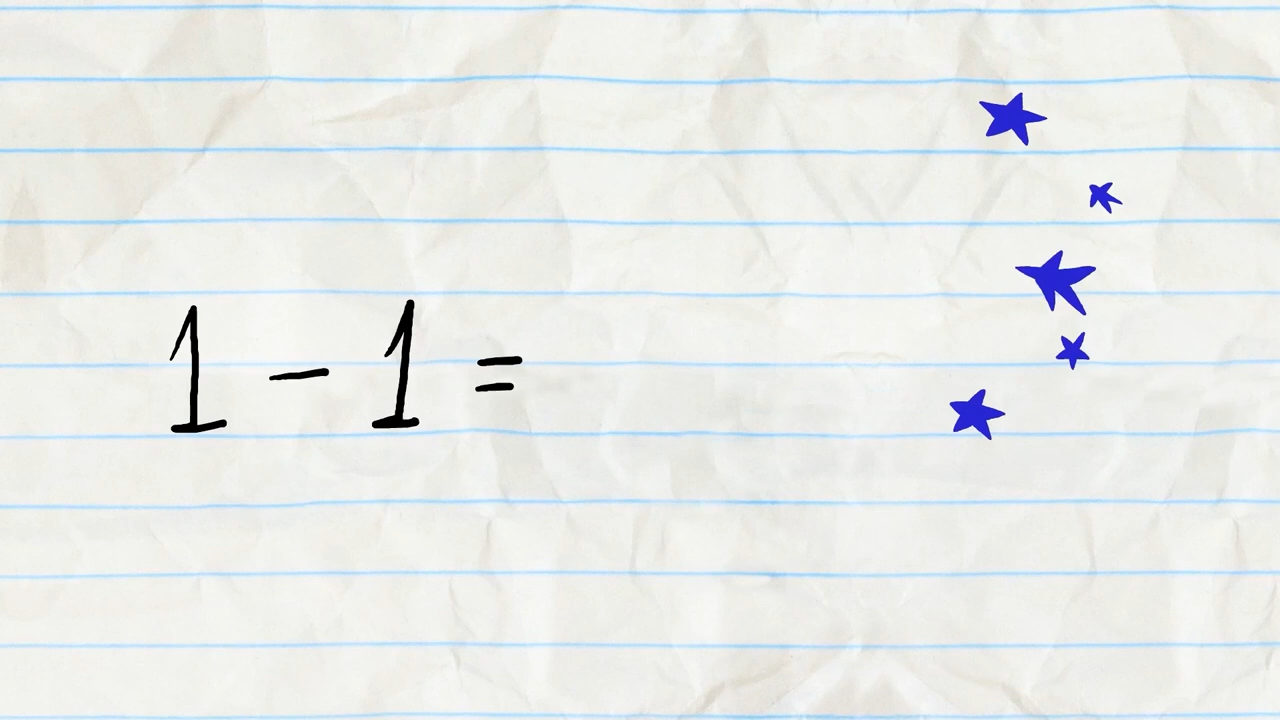 1 - 1 =